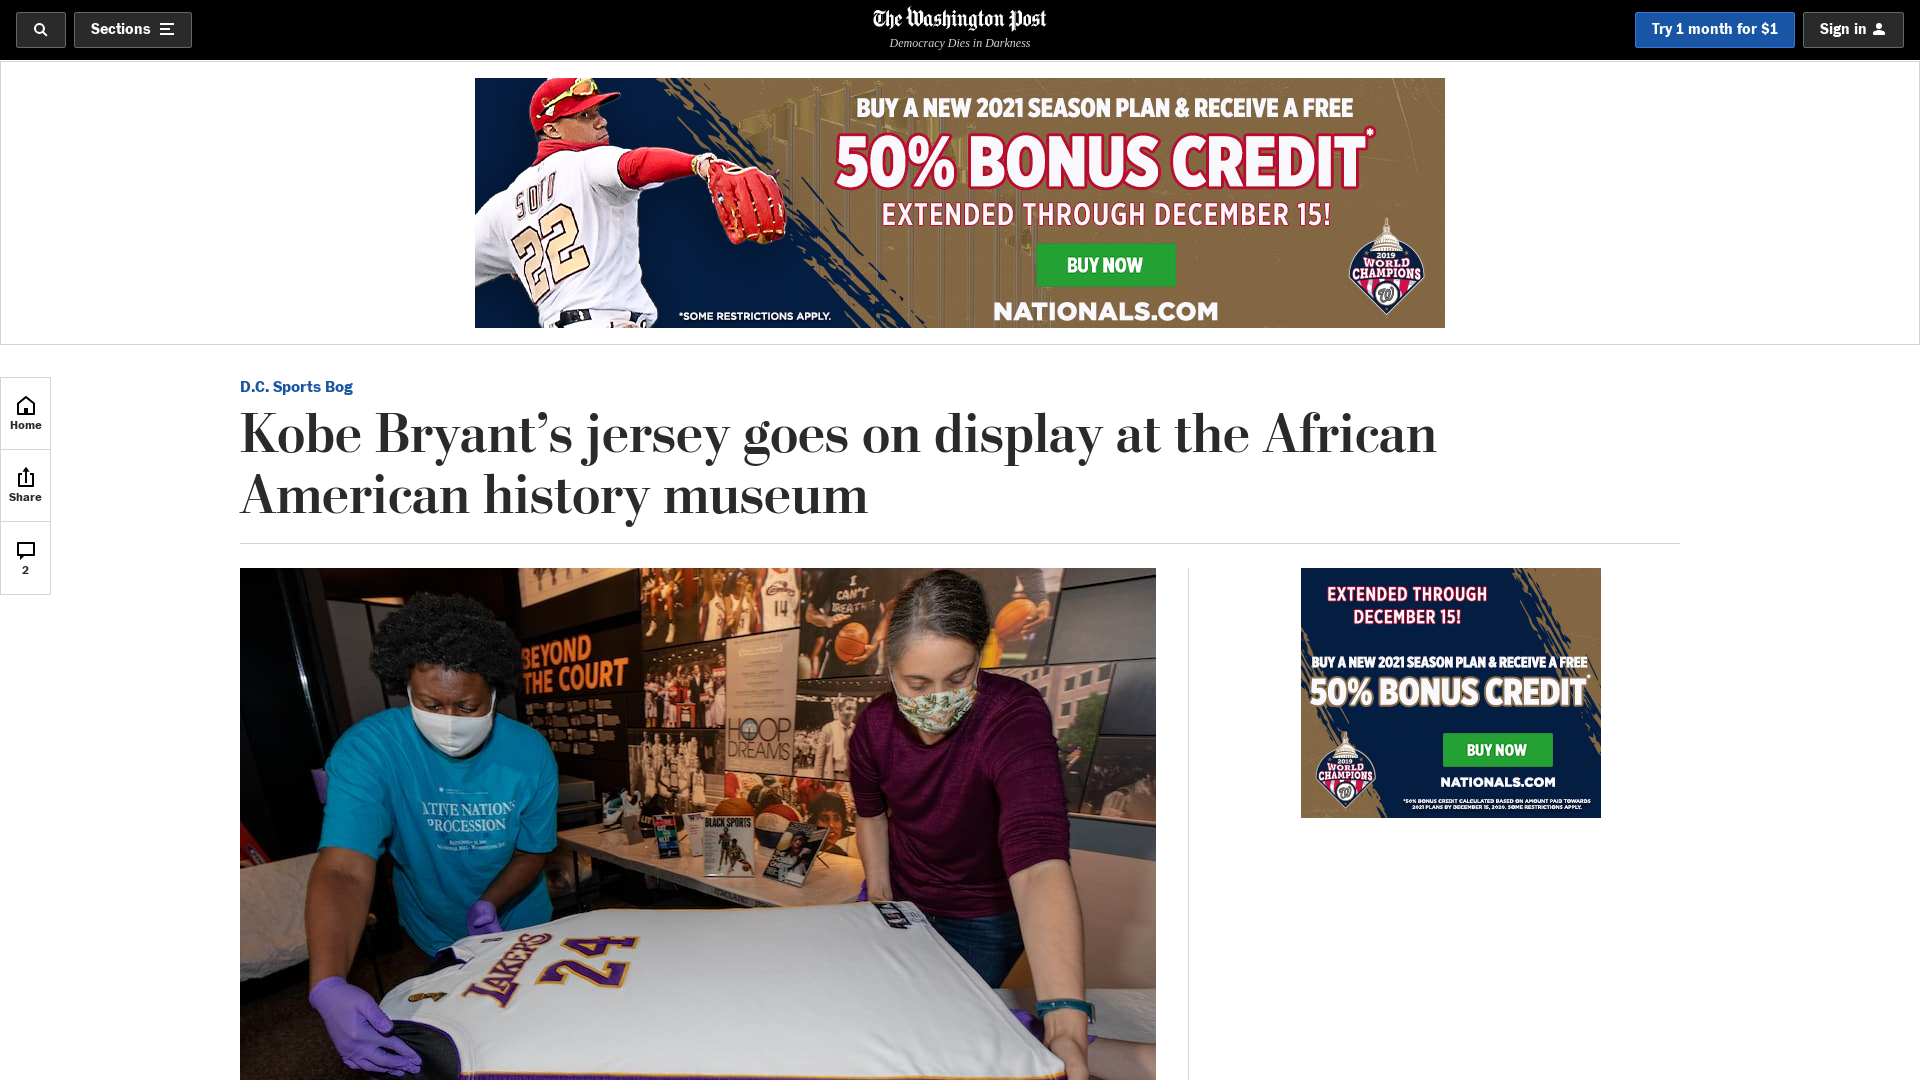 Sections
The Washington Post
Democracy Dies in Darkness
Try 1 month for $1
Sign in
BUY A NEW 2021 SEASON PLAN & RECEIVE A FREE
50% BONUS CREDIT*
EXTENDED THROUGH DECEMBER 15!
BUY NOW
NATIONALS.COM
*SOME RESTRICTIONS APPLY.
22
2019
WORLD
CHAMPIONS
W
Home
Share
2
D.C. Sports Bog
Kobe Bryant’s jersey goes on display at the African
American history museum
BEYOND
THE COURT
I
CAN'T
BREATHE
14
HOOP
DREAMS
BLACK SPORTS
NATIVE NATIONS
PROCESSION
LAKERS
24
EXTENDED THROUGH
DECEMBER 15!
BUY A NEW 2021 SEASON PLAN & RECEIVE A FREE
50% BONUS CREDIT*
BUY NOW
NATIONALS.COM
2019
WORLD
CHAMPIONS
W
*50% BONUS CREDIT CALCULATED BASED ON AMOUNT PAID TOWARDS
2021 PLANS BY DECEMBER 15, 2020. SOME RESTRICTIONS APPLY.